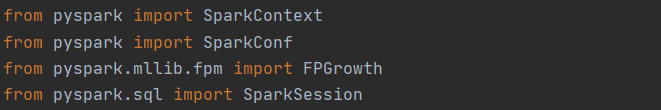 from pyspark import SparkContext
from pyspark import SparkConf
from pyspark.mllib.fpm import FPGrowth
from pyspark.sql import SparkSession